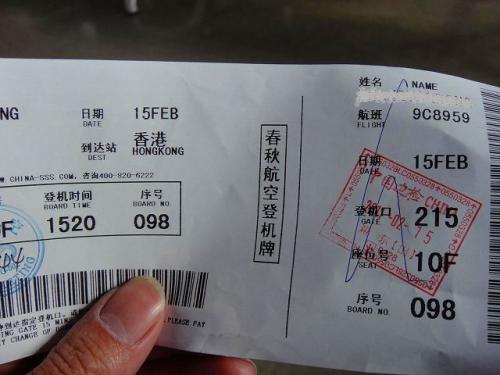 NG
日期 15FEB
DATE
到达站 香港
DEST HONGKONG
CHINA-SSS COM, 咨询400-820-6222
登机时间 序号
BOARD TIME BOARD NO.
0F 1520 098
PLEASE PAY
春秋航空登机牌
姓名 NAME
航班 9C8959
FLIGHT
日期 15FEB
DATE
登机口 215
GATE
座位号 10F
SEAT
序号 098
BOARD NO.